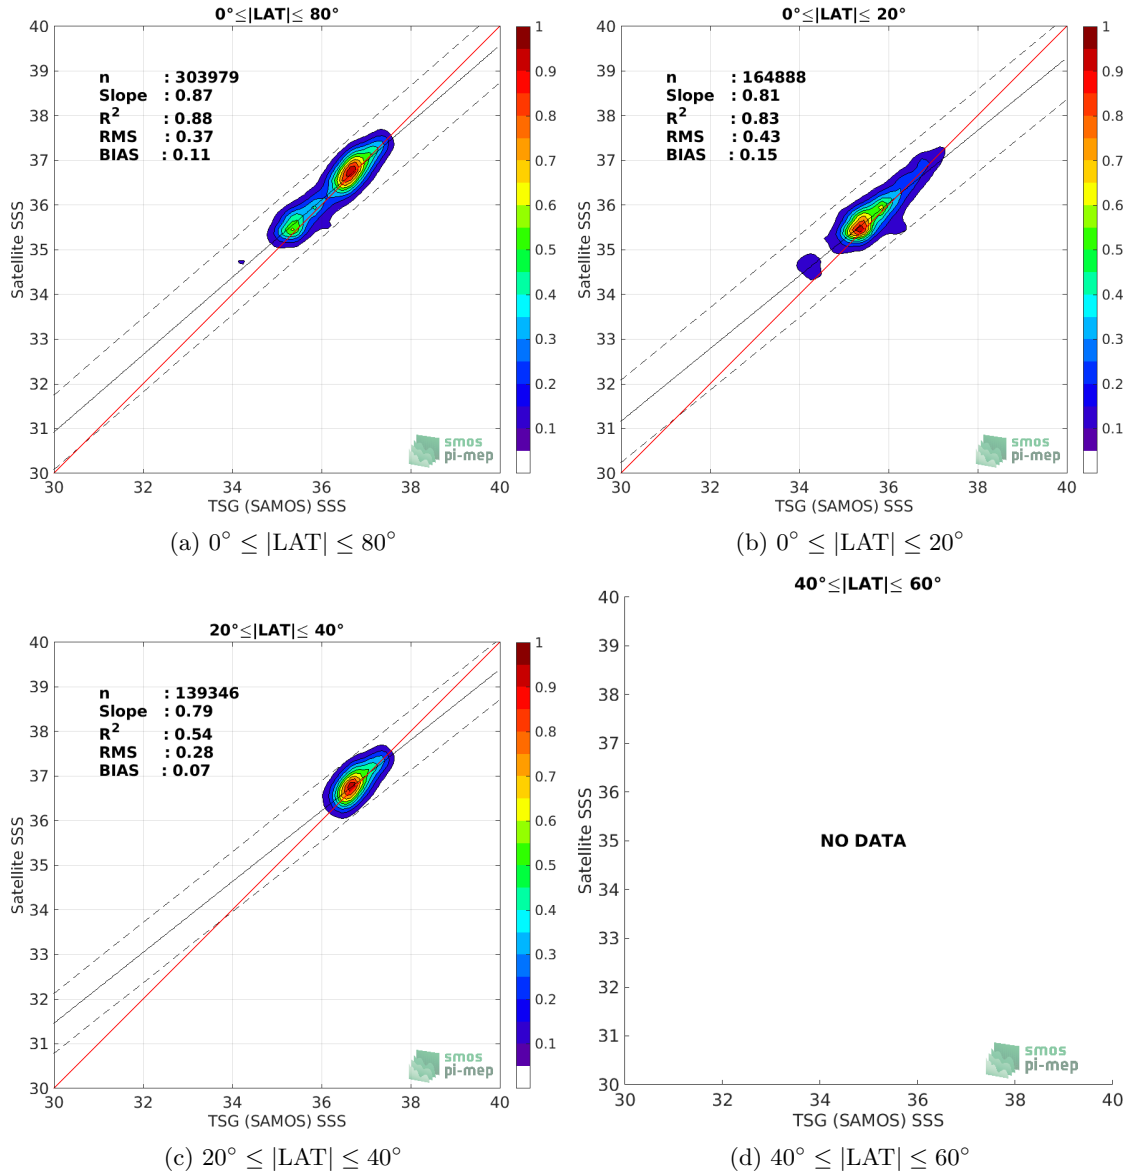 0°≤|LAT|≤ 80°
n : 303979
Slope : 0.87
R² : 0.88
RMS : 0.37
BIAS : 0.11
Satellite SSS
40
39
38
37
36
35
34
33
32
31
30
30 32 34 36 38 40
TSG (SAMOS) SSS
1
0.9
0.8
0.7
0.6
0.5
0.4
0.3
0.2
0.1
smos
pi-mep
(a) 0° ≤ |LAT| ≤ 80°
0°≤|LAT|≤ 20°
n : 164888
Slope : 0.81
R² : 0.83
RMS : 0.43
BIAS : 0.15
Satellite SSS
40
39
38
37
36
35
34
33
32
31
30
30 32 34 36 38 40
TSG (SAMOS) SSS
1
0.9
0.8
0.7
0.6
0.5
0.4
0.3
0.2
0.1
smos
pi-mep
(b) 0° ≤ |LAT| ≤ 20°
20°≤|LAT|≤ 40°
n : 139346
Slope : 0.79
R² : 0.54
RMS : 0.28
BIAS : 0.07
Satellite SSS
40
39
38
37
36
35
34
33
32
31
30
30 32 34 36 38 40
TSG (SAMOS) SSS
1
0.9
0.8
0.7
0.6
0.5
0.4
0.3
0.2
0.1
smos
pi-mep
(c) 20° ≤ |LAT| ≤ 40°
40°≤|LAT|≤ 60°
NO DATA
Satellite SSS
40
39
38
37
36
35
34
33
32
31
30
30 32 34 36 38 40
TSG (SAMOS) SSS
smos
pi-mep
(d) 40° ≤ |LAT| ≤ 60°